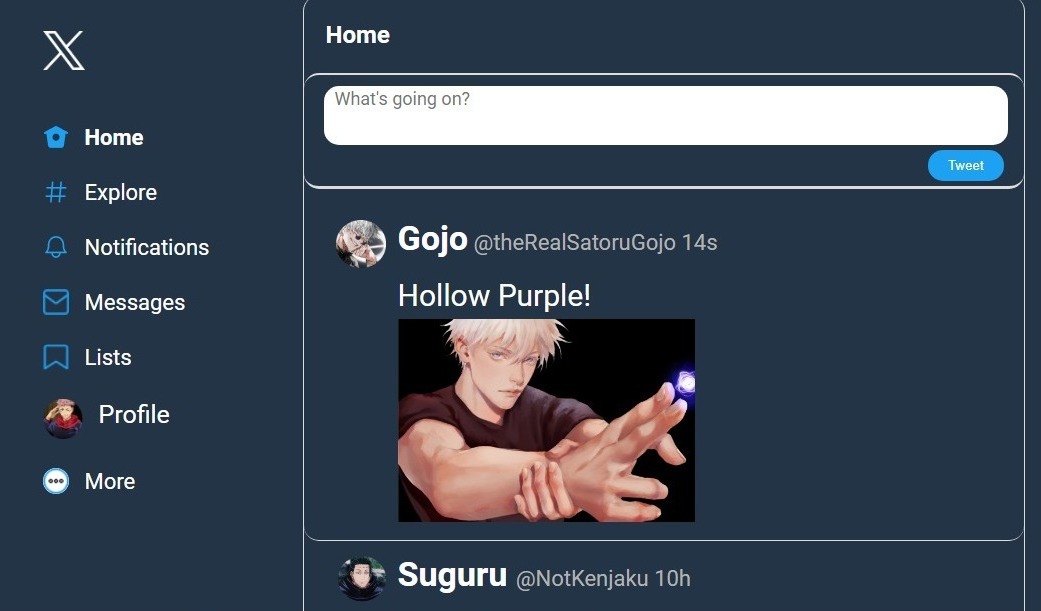 Home
What's going on?
Tweet
Home
Explore
Notifications
Messages
Lists
Profile
More
Gojo @theRealSatoruGojo 14s
Hollow Purple!
Suguru @NotKenjaku 10h